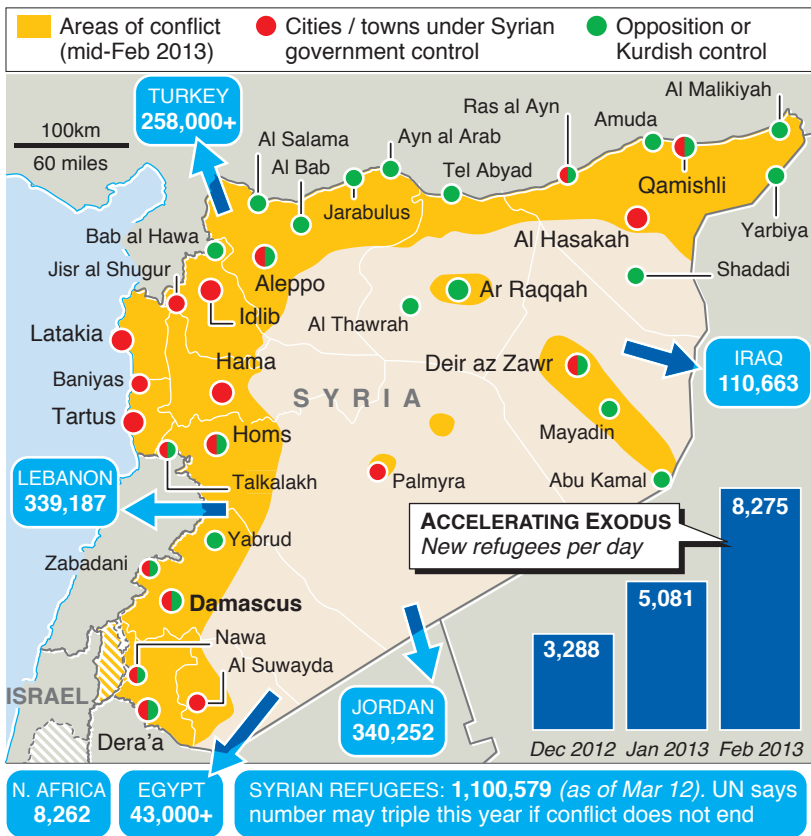 Areas of conflict
(mid-Feb 2013)
Cities / towns under Syrian
government control
Opposition or
Kurdish control
100km
60 miles
TURKEY
258,000+
Al Salama
Al Bab
Jarabulus
Ayn al Arab
Tel Abyad
Ras al Ayn
Amuda
Al Malikiyah
Qamishli
Yarbiya
Al Hasakah
Shadadi
Bab al Hawa
Jisr al Shugur
Aleppo
Idlib
Ar Raqqah
Al Thawrah
Latakia
Hama
Deir az Zawr
IRAQ
110,663
Baniyas
SYRIA
Tartus
Homs
Mayadin
Talkalakh
Palmyra
Abu Kamal
LEBANON
339,187
Yabrud
Zabadani
Damascus
Nawa
Al Suwayda
ISRAEL
Dera'a
JORDAN
340,252
ACCELERATING EXODUS
New refugees per day
3,288
5,081
8,275
Dec 2012
Jan 2013
Feb 2013
N. AFRICA
8,262
EGYPT
43,000+
SYRIAN REFUGEES: 1,100,579 (as of Mar 12). UN says
number may triple this year if conflict does not end